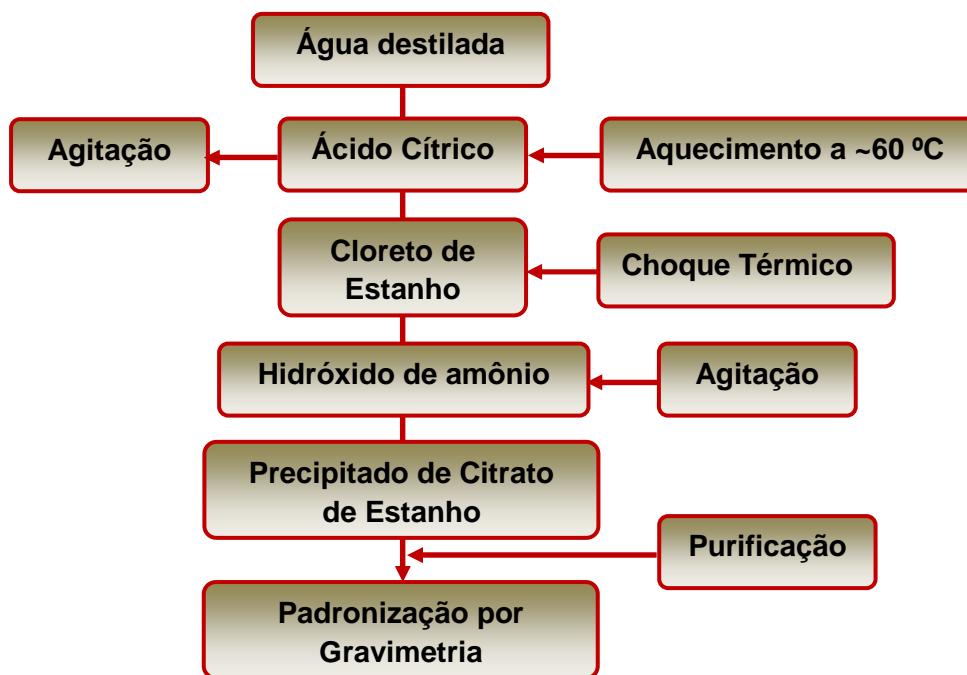 Água destilada
Agitação
Ácido Cítrico
Aquecimento a ~60 ºC
Cloreto de
Estanho
Choque Térmico
Hidróxido de amônio
Agitação
Precipitado de Citrato
de Estanho
Purificação
Padronização por
Gravimetria